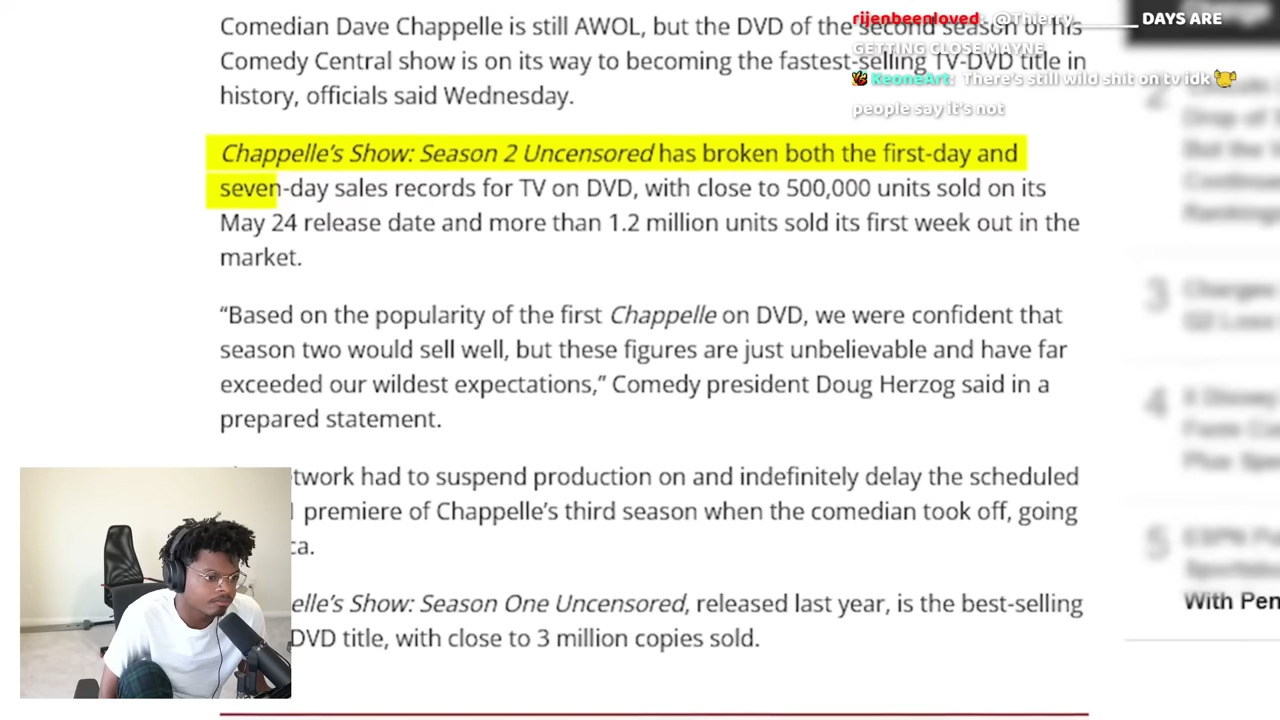 Comedian Dave Chappelle is still AWOL, but the DVD of the second season of his
Comedy Central show is on its way to becoming the fastest-selling TV-DVD title in
history, officials said Wednesday.
Chappelle's Show: Season 2 Uncensored has broken both the first-day and
seven-day sales records for TV on DVD, with close to 500,000 units sold on its
May 24 release date and more than 1.2 million units sold its first week out in the
market.
“Based on the popularity of the first Chappelle on DVD, we were confident that
season two would sell well, but these figures are just unbelievable and have far
exceeded our wildest expectations,” Comedy president Doug Herzog said in a
prepared statement.
twork had to suspend production on and indefinitely delay the scheduled
premiere of Chappelle’s third season when the comedian took off, going
ca.
elle’s Show: Season One Uncensored, released last year, is the best-selling
DVD title, with close to 3 million copies sold.
rijenbeenloved: @Thierry______ DAYS ARE
GETTING CLOSE MAYNE
KeoneArt: There's still wild shit on tv idk
people say it's not
2
3
4
5
With Pen